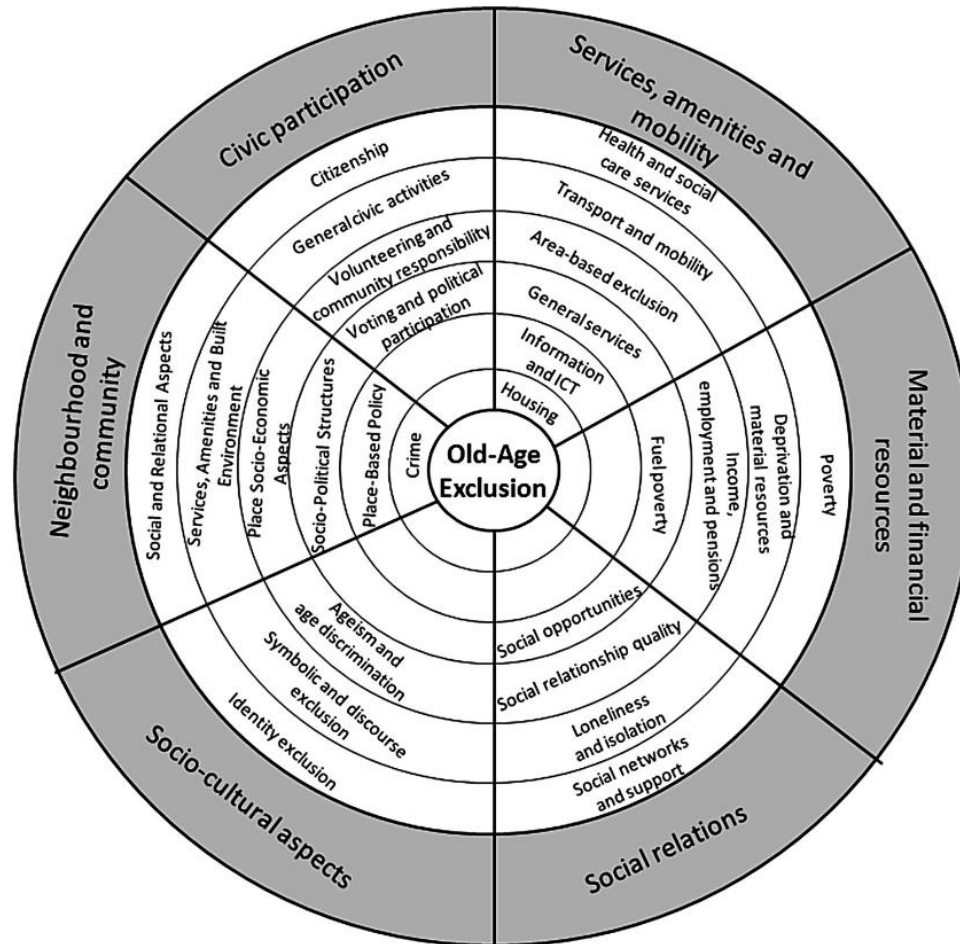 Civic participation
Citizenship
General civic activities
Volunteering and
community responsibility
Voting and political
participation
Services, amenities and
mobility
Health and social
care services
Transport and mobility
Area-based exclusion
General services
Information
and ICT
Housing
Material and financial
resources
Poverty
Deprivation and
material resources
Income,
employment and pensions
Fuel poverty
Social relations
Social networks
and support
Loneliness
and isolation
Social relationship quality
Social opportunities
Socio-cultural aspects
Identity exclusion
Symbolic and discourse
exclusion
Ageism and
age discrimination
Neighbourhood and
community
Social and Relational Aspects
Services, Amenities and Built
Environment
Place Socio-Economic
Aspects
Socio-Political Structures
Place-Based Policy
Crime
Old-Age
Exclusion